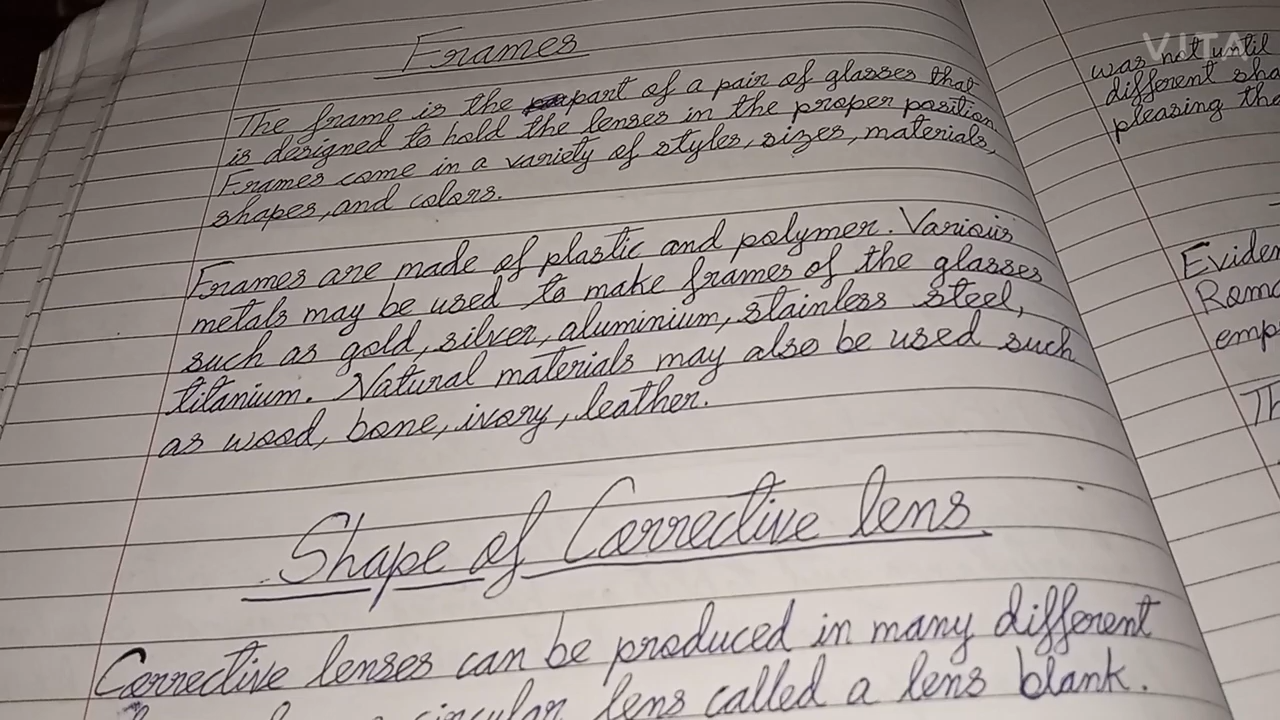 Frames
The frame is the part of a pair of glasses that
is designed to hold the lenses in the proper position.
Frames come in a variety of styles, sizes, materials,
shapes, and colors.
Frames are made of plastic and polymer. Various
metals may be used to make frames of the glasses
such as gold, silver, aluminium, stainless steel,
titanium. Natural materials may also be used such
as wood, bone, ivory, leather.
Shape of Corrective lens
Corrective lenses can be produced in many different
circular lens called a lens blank.
VITA
was not until
different sha
pleasing tha
Eviden
Roma
emp
Th